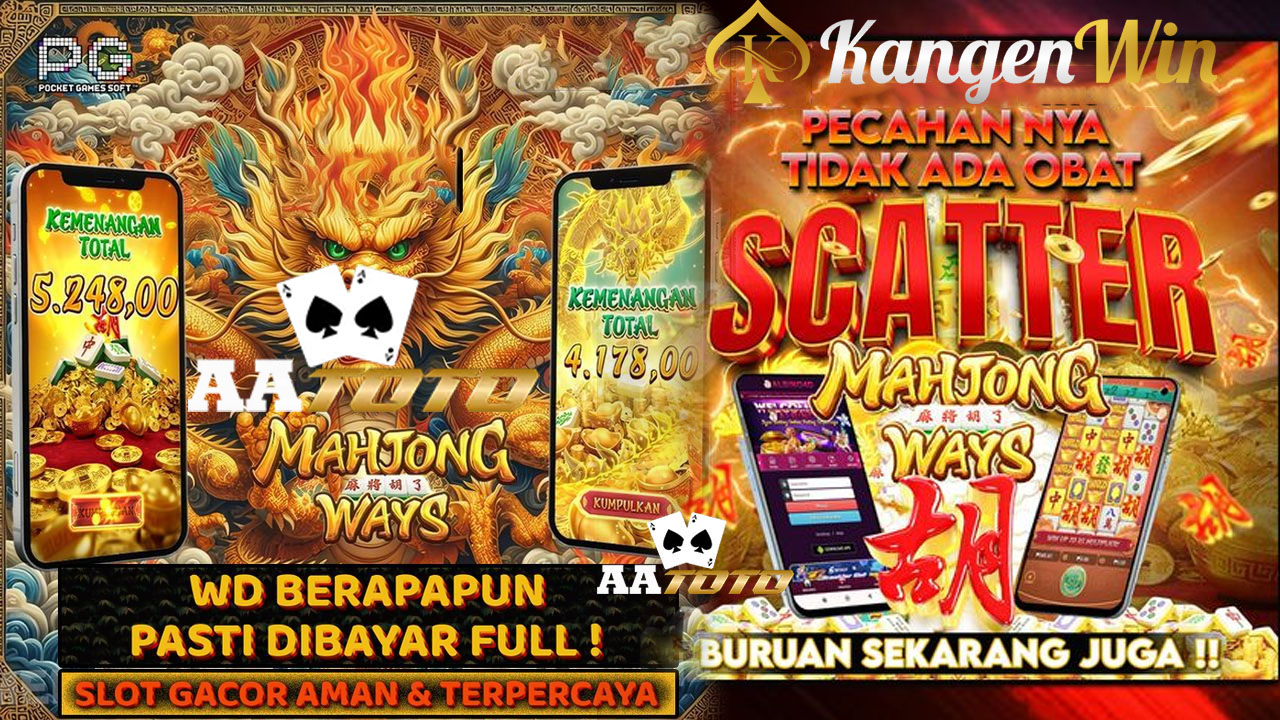 PG
POCKET GAMES SOFT™
KEMENANGAN
TOTAL
5.248,00
KEMENANGAN
TOTAL
4.178,00
KUMPULKAN
AATOTO
MAHJONG
麻將胡了
WAYS
WD BERAPAPUN
PASTI DIBAYAR FULL !
SLOT GACOR AMAN & TERPERCAYA
AATOTO
K
KangenWin
PECAHAN NYA
TIDAK ADA OBAT
SCATTER
MAHJONG
麻將胡了
WAYS
胡
BURUAN SEKARANG JUGA !!